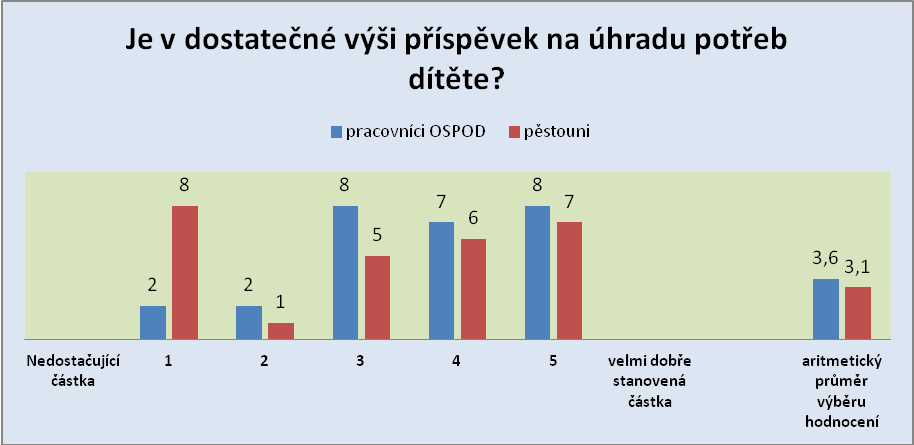 Je v dostatečné výši příspěvek na úhradu potřeb
dítěte?
pracovníci OSPOD pěstouni
2 8 2 1 8 5 7 6 8 7 3,6 3,1
Nedostačující
částka
1 2 3 4 5
velmi dobře
stanovená
částka
aritmetický
průměr
výběru
hodnocení